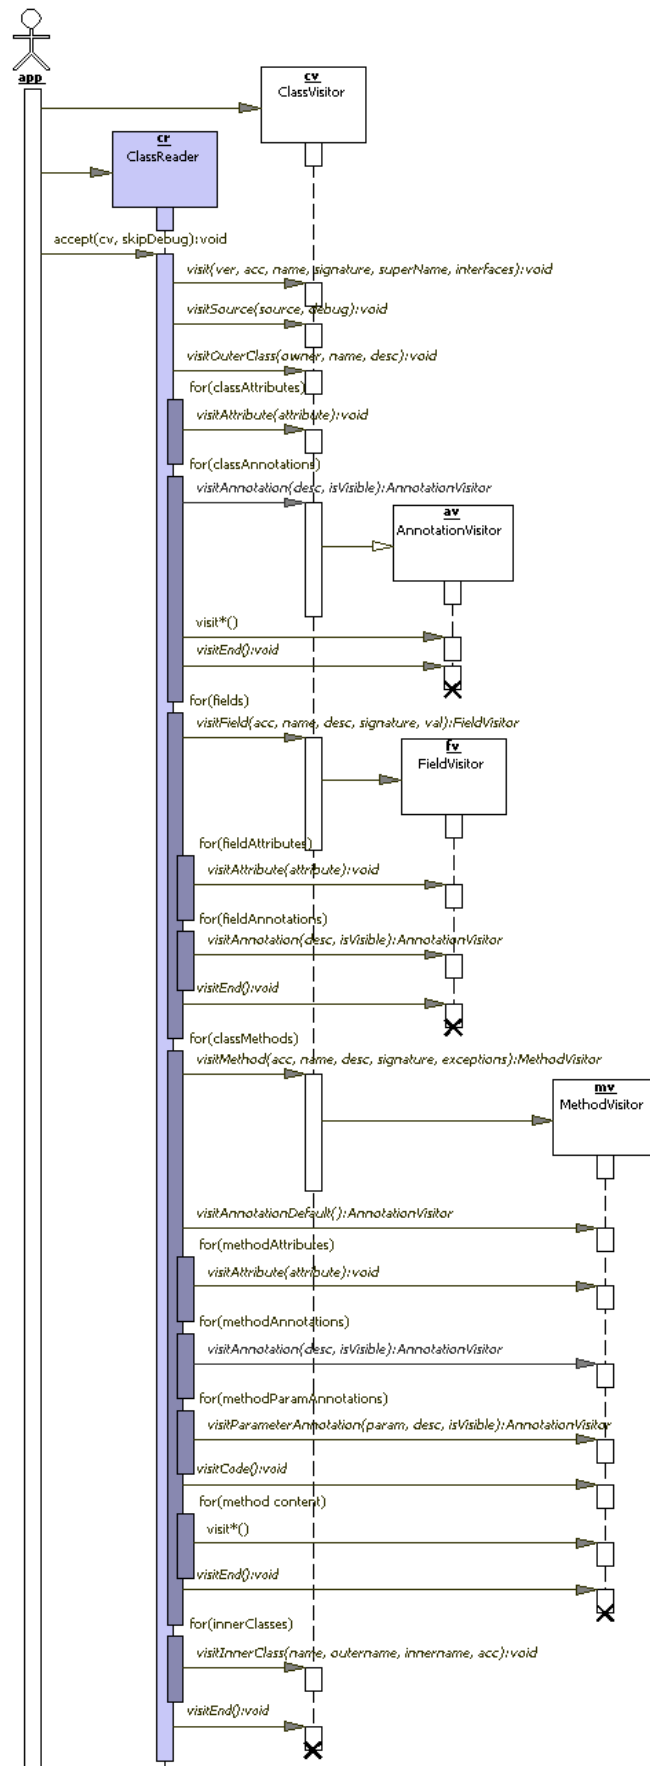 app
cv
ClassVisitor
cr
ClassReader
accept(cv, skipDebug):void
visit(ver, acc, name, signature, superName, interfaces):void
visitSource(source, debug):void
visitOuterClass(owner, name, desc):void
for(classAttributes)
visitAttribute(attribute):void
for(classAnnotations)
visitAnnotation(desc, isVisible):AnnotationVisitor
av
AnnotationVisitor
visit*()
visitEnd():void
for(fields)
visitField(acc, name, desc, signature, val):FieldVisitor
fv
FieldVisitor
for(fieldAttributes)
visitAttribute(attribute):void
for(fieldAnnotations)
visitAnnotation(desc, isVisible):AnnotationVisitor
visitEnd():void
for(classMethods)
visitMethod(acc, name, desc, signature, exceptions):MethodVisitor
mv
MethodVisitor
visitAnnotationDefault():AnnotationVisitor
for(methodAttributes)
visitAttribute(attribute):void
for(methodAnnotations)
visitAnnotation(desc, isVisible):AnnotationVisitor
for(methodParamAnnotations)
visitParameterAnnotation(param, desc, isVisible):AnnotationVisitor
visitCode():void
for(method content)
visit*()
visitEnd():void
for(innerClasses)
visitInnerClass(name, outername, innername, acc):void
visitEnd():void